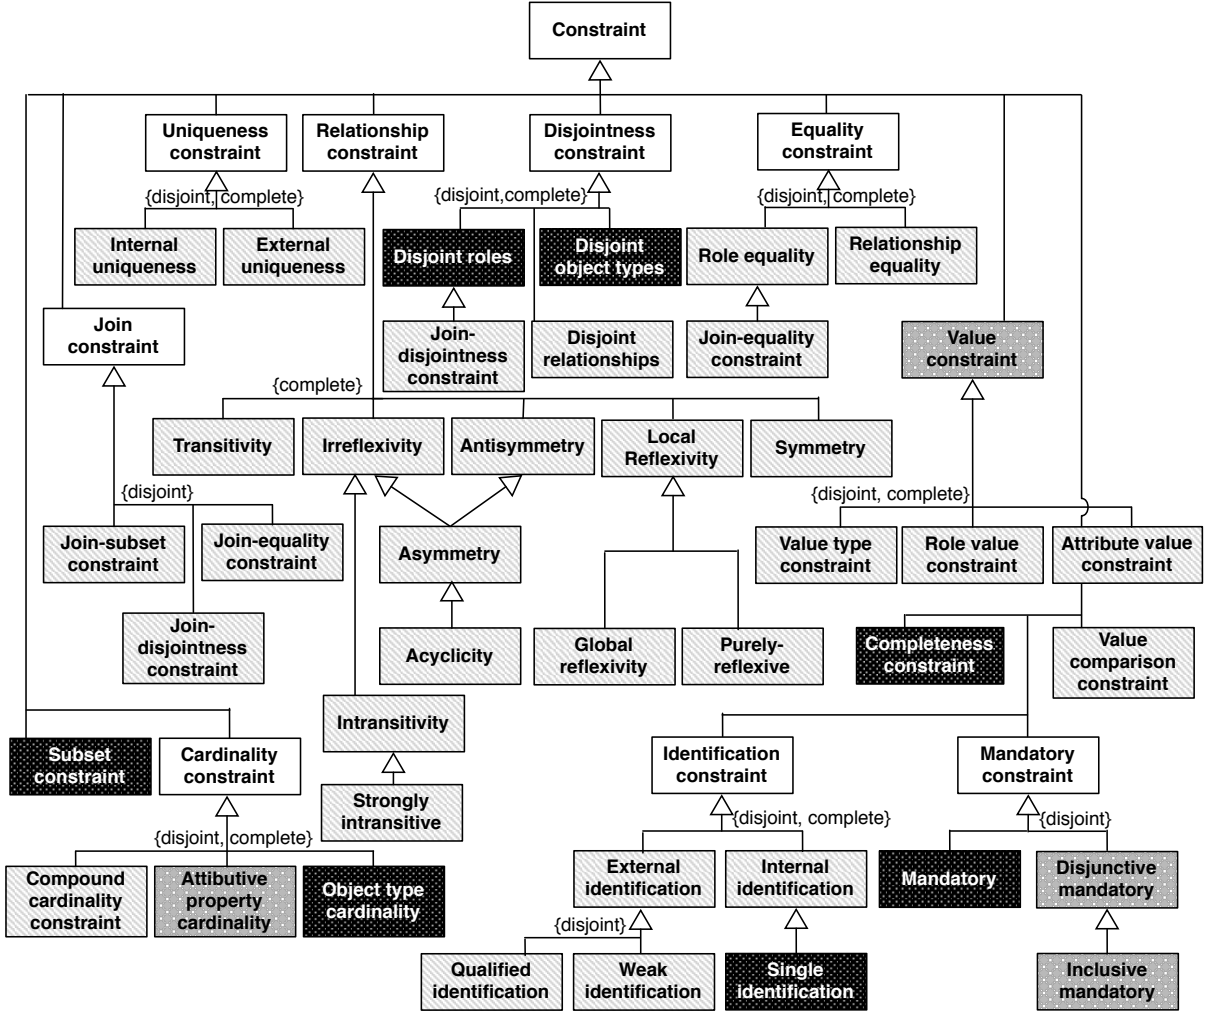 Constraint
Uniqueness
constraint
Relationship
constraint
Disjointness
constraint
Equality
constraint
{disjoint, complete}
{disjoint,complete}
{disjoint, complete}
Internal
uniqueness
External
uniqueness
Disjoint roles
Disjoint
object types
Role equality
Relationship
equality
Join
constraint
Join-
disjointness
constraint
Disjoint
relationships
Join-equality
constraint
Value
constraint
{complete}
Transitivity
Irreflexivity
Antisymmetry
Local
Reflexivity
Symmetry
{disjoint}
{disjoint, complete}
Join-subset
constraint
Join-equality
constraint
Asymmetry
Value type
constraint
Role value
constraint
Attribute value
constraint
Join-
disjointness
constraint
Acyclicity
Global
reflexivity
Purely-
reflexive
Completeness
constraint
Value
comparison
constraint
Intransitivity
Subset
constraint
Cardinality
constraint
Identification
constraint
Mandatory
constraint
Strongly
intransitive
{disjoint, complete}
{disjoint, complete}
{disjoint}
Compound
cardinality
constraint
Attibutive
property
cardinality
Object type
cardinality
External
identification
Internal
identification
Mandatory
Disjunctive
mandatory
{disjoint}
Qualified
identification
Weak
identification
Single
identification
Inclusive
mandatory